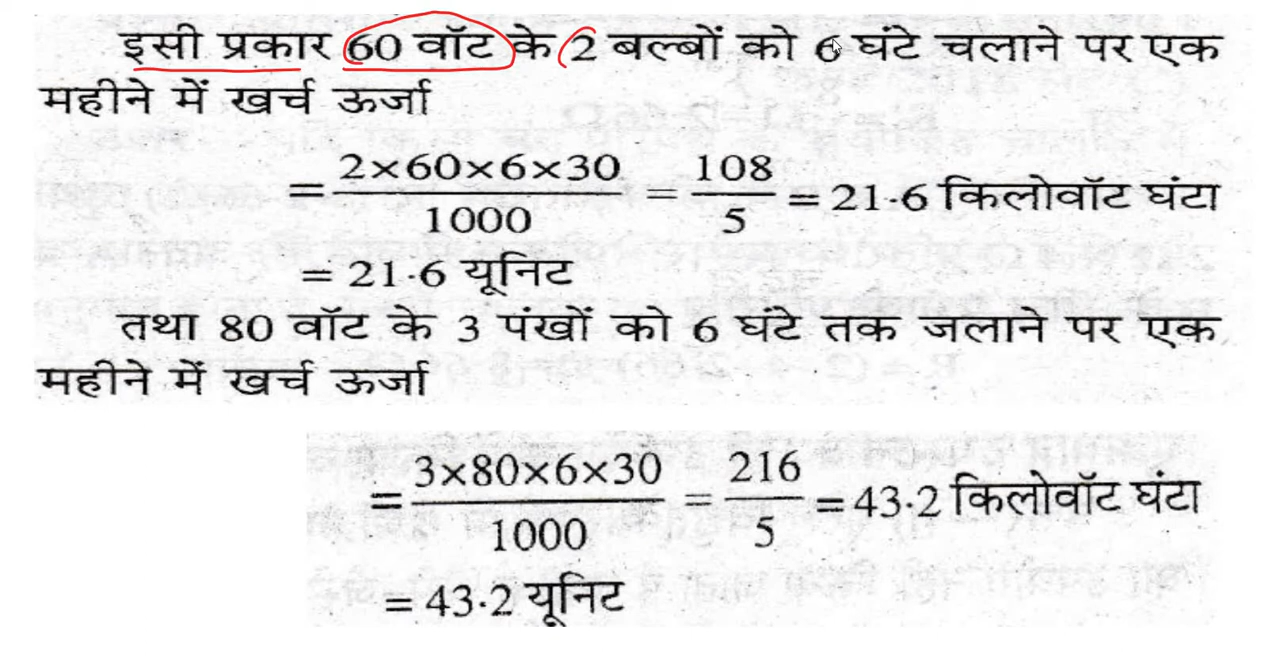 इसी प्रकार 60 वॉट के 2 बल्बों को 6 घंटे चलाने पर एक
महीने में खर्च ऊर्जा
= 2×60×6×30/1000 = 108/5 = 21·6 किलोवॉट घंटा
= 21·6 यूनिट
तथा 80 वॉट के 3 पंखों को 6 घंटे तक जलाने पर एक
महीने में खर्च ऊर्जा
= 3×80×6×30/1000 = 216/5 = 43·2 किलोवॉट घंटा
= 43·2 यूनिट